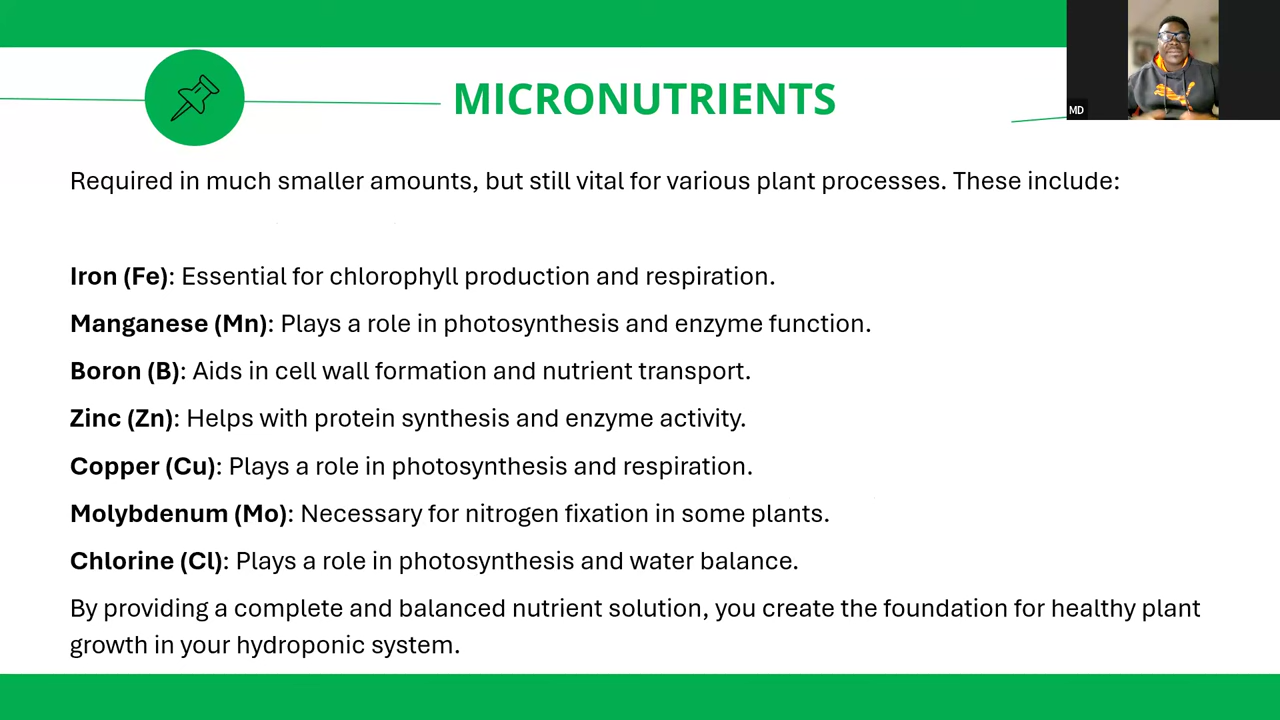 MICRONUTRIENTS
MD
Required in much smaller amounts, but still vital for various plant processes. These include:
Iron (Fe): Essential for chlorophyll production and respiration.
Manganese (Mn): Plays a role in photosynthesis and enzyme function.
Boron (B): Aids in cell wall formation and nutrient transport.
Zinc (Zn): Helps with protein synthesis and enzyme activity.
Copper (Cu): Plays a role in photosynthesis and respiration.
Molybdenum (Mo): Necessary for nitrogen fixation in some plants.
Chlorine (Cl): Plays a role in photosynthesis and water balance.
By providing a complete and balanced nutrient solution, you create the foundation for healthy plant
growth in your hydroponic system.